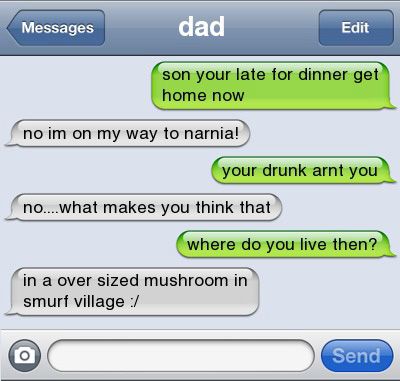 Messages
dad
Edit
son your late for dinner get
home now
no im on my way to narnia!
your drunk arnt you
no....what makes you think that
where do you live then?
in a over sized mushroom in
smurf village :/
Send